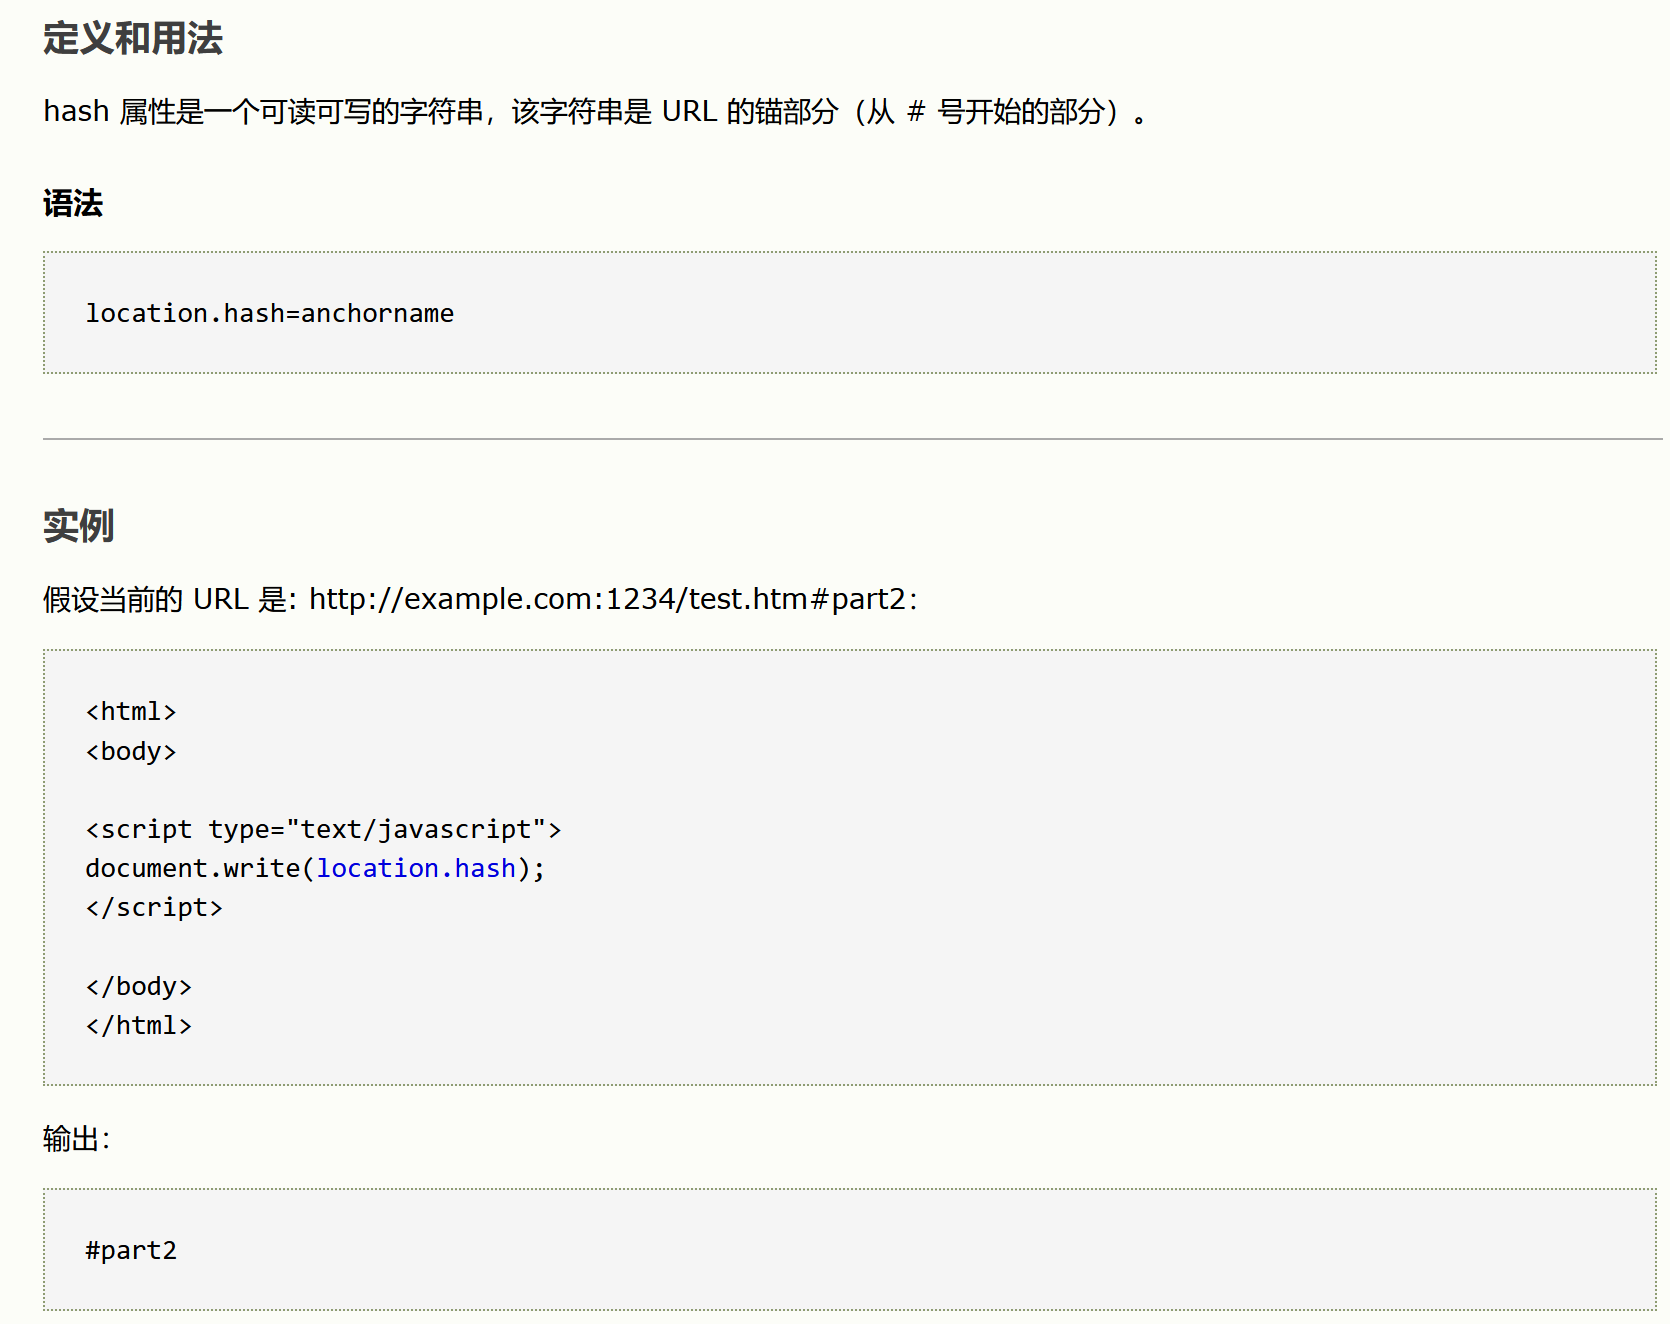 定义和用法
hash 属性是一个可读可写的字符串，该字符串是 URL 的锚部分（从 # 号开始的部分）。
语法
location.hash=anchorname
实例
假设当前的 URL 是: http://example.com:1234/test.htm#part2：
<html>
<body>
<script type="text/javascript">
document.write(location.hash);
</script>
</body>
</html>
输出：
#part2